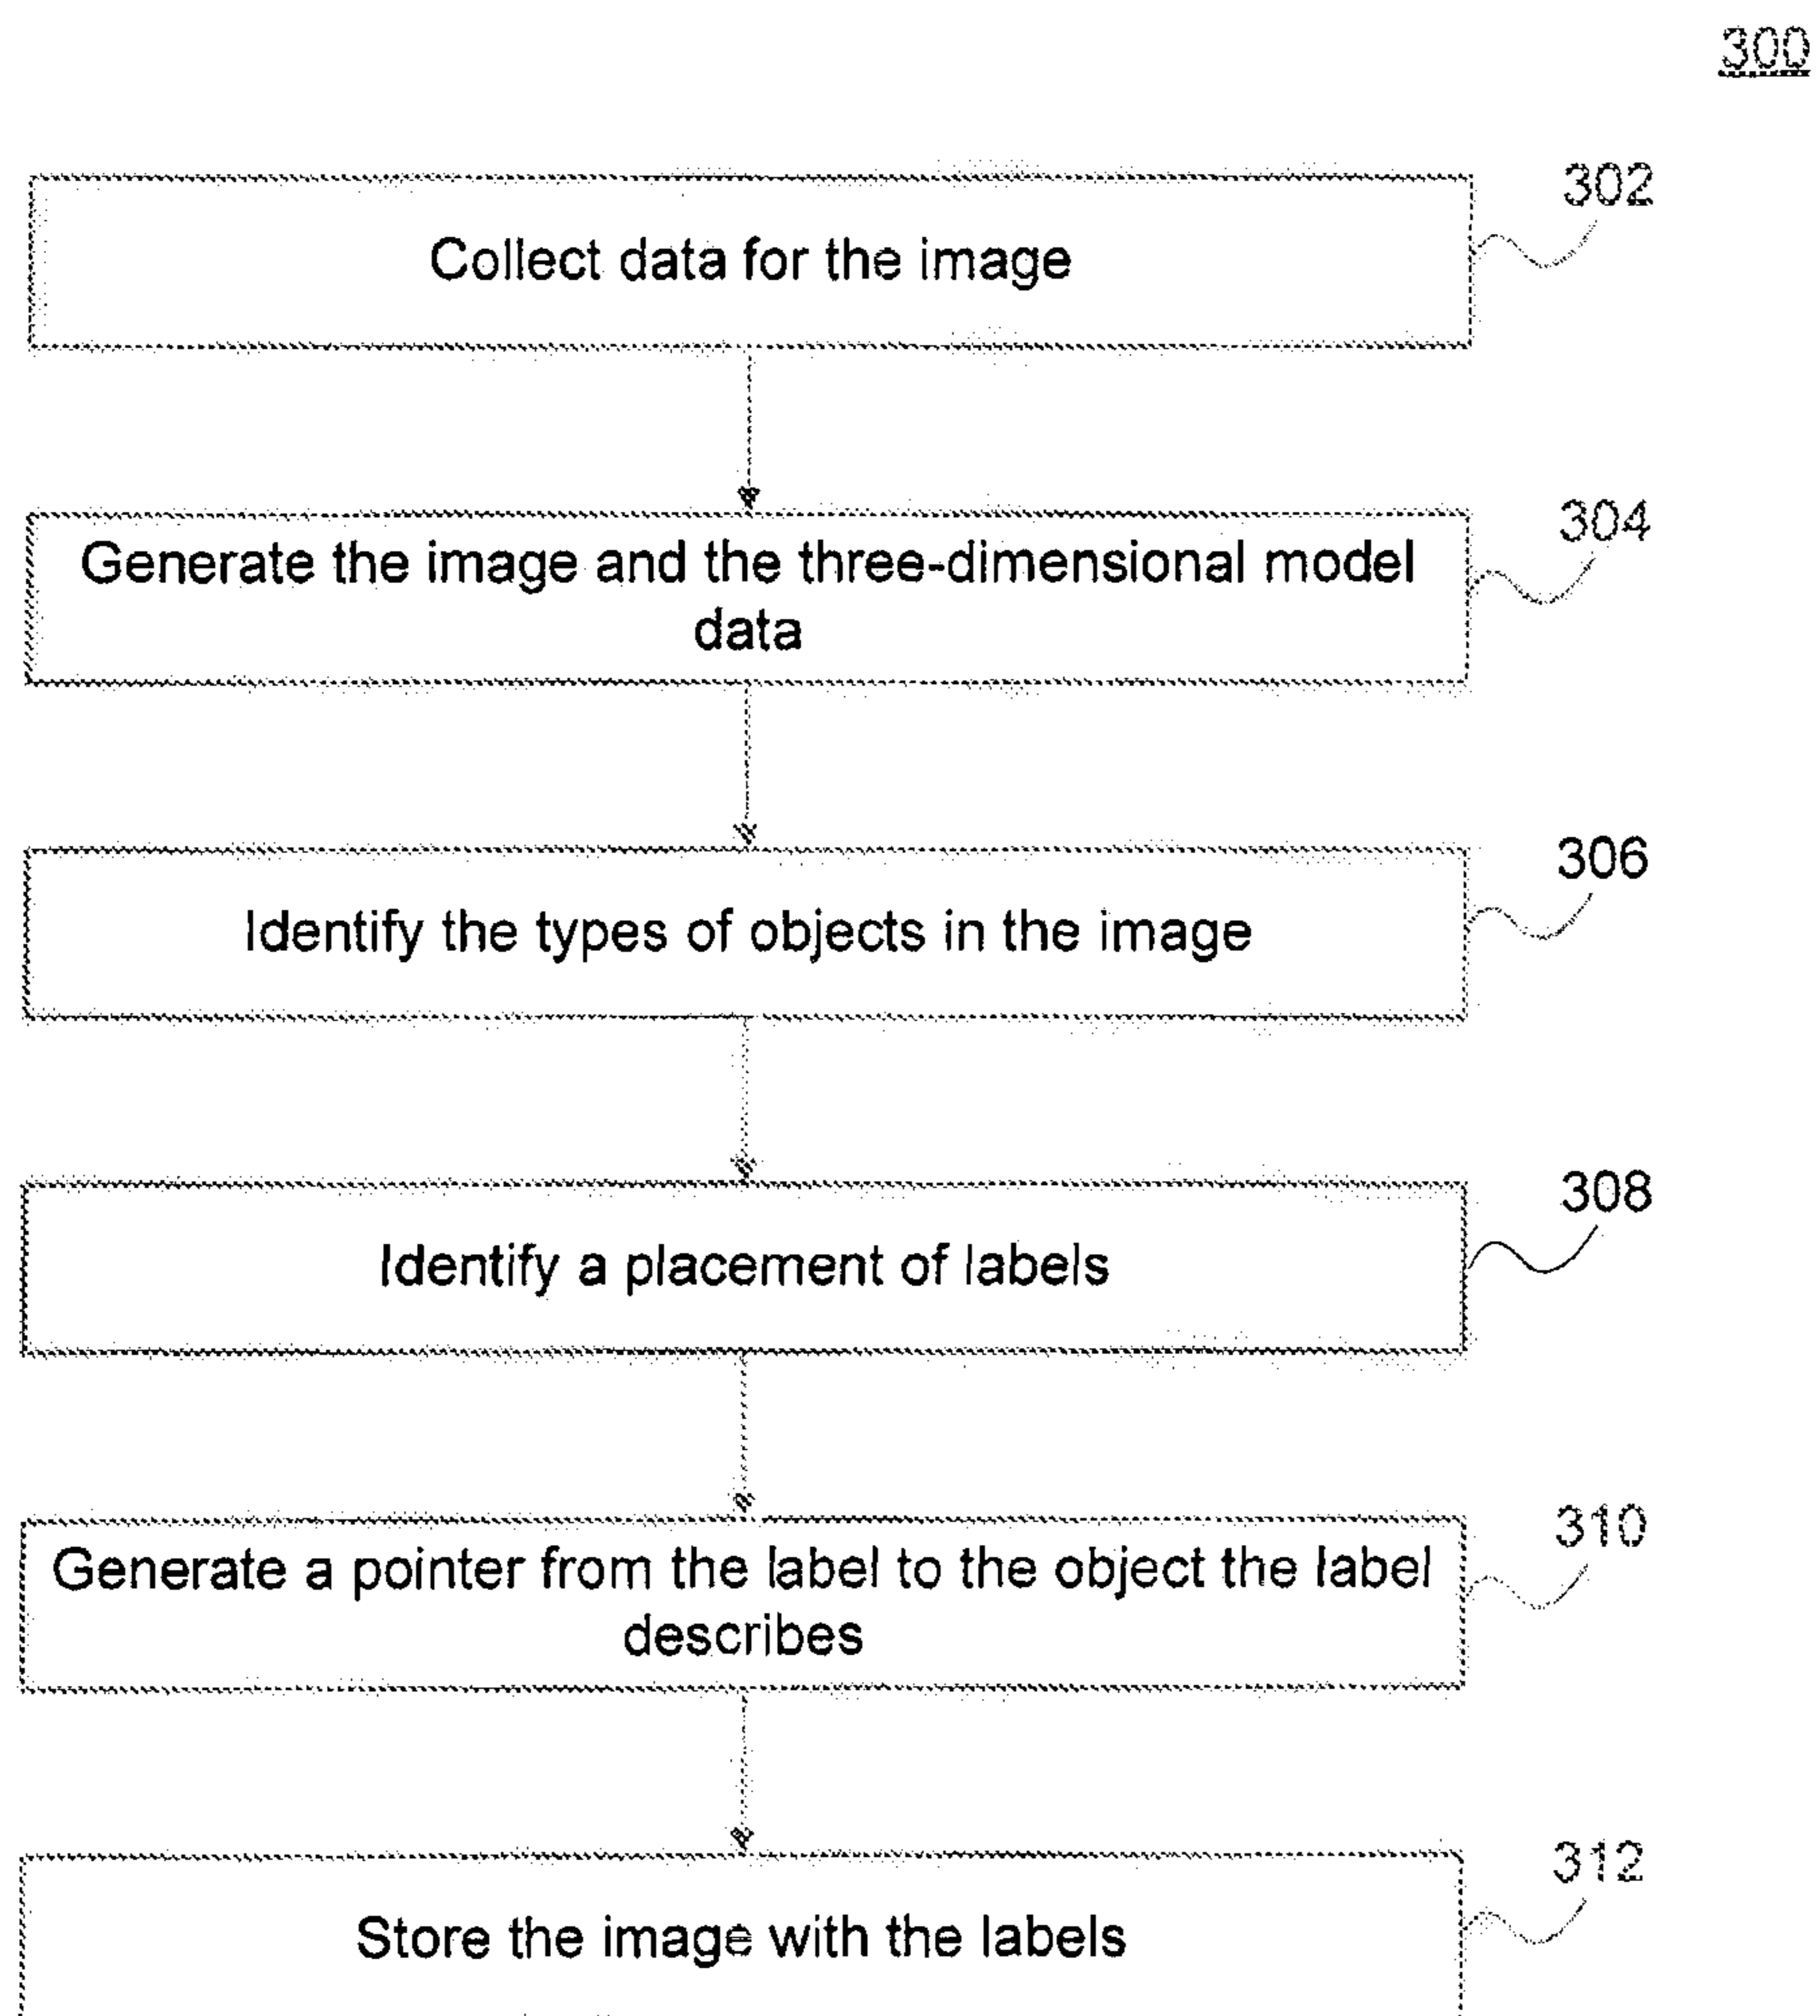 300
302
Collect data for the image
304
Generate the image and the three-dimensional model
data
306
Identify the types of objects in the image
308
Identify a placement of labels
310
Generate a pointer from the label to the object the label
describes
312
Store the image with the labels